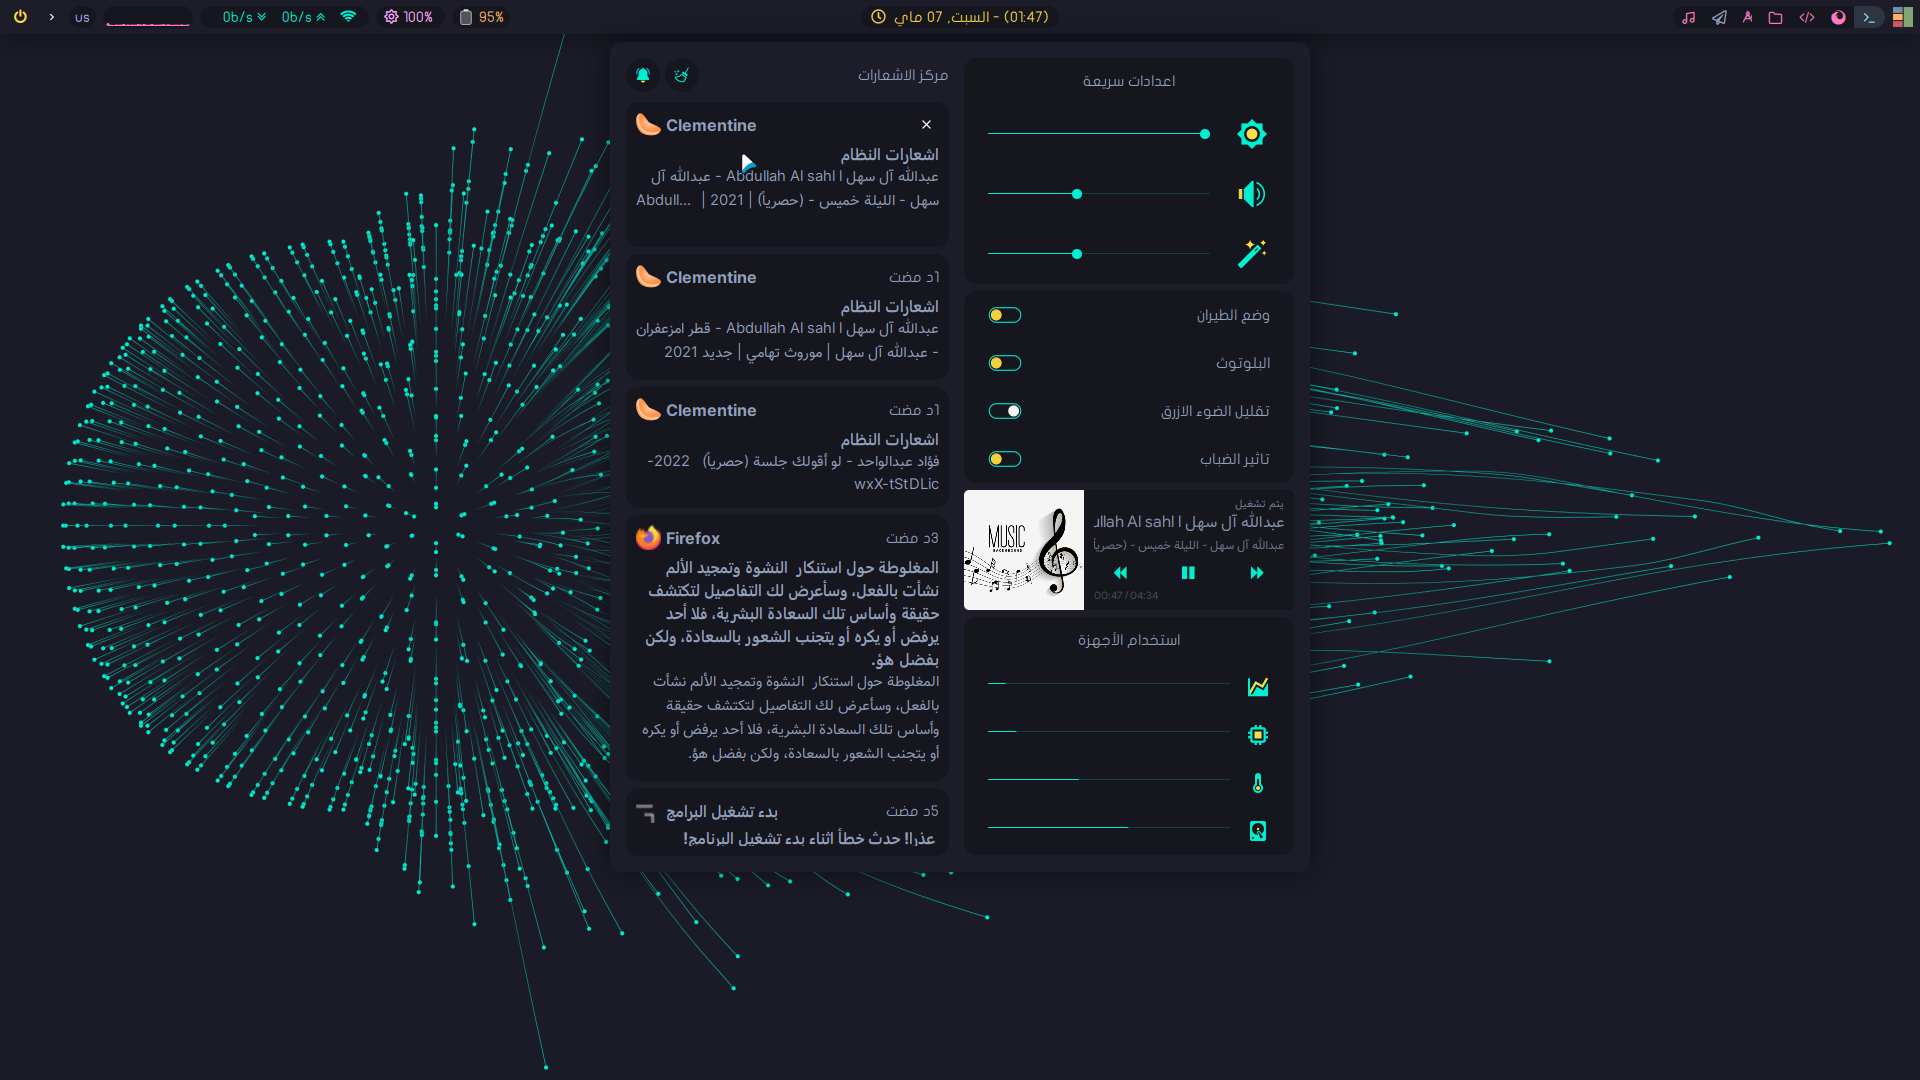 us
0b/s
0b/s
100%
95%
السبت, 07 ماي - (01:47)
مركز الاشعارات
Clementine
اشعارات النظام
عبدالله آل سهل | Abdullah Al sahl - عبدالله آل
سهل - الليلة خميس - (حصرياً) | 2021 | Abdull...
Clementine
1د مضت
اشعارات النظام
عبدالله آل سهل | Abdullah Al sahl - قطر امزعفران
- عبدالله آل سهل | موروث تهامي | جديد 2021
Clementine
1د مضت
اشعارات النظام
فؤاد عبدالواحد - لو أقولك جلسة (حصرياً) 2022-
wxX-tStDLic
Firefox
3د مضت
المغلوطة حول استنكار النشوة وتمجيد الألم
نشأت بالفعل، وسأعرض لك التفاصيل لتكتشف
حقيقة وأساس تلك السعادة البشرية، فلا أحد
يرفض أو يكره أو يتجنب الشعور بالسعادة، ولكن
بفضل هؤ.
المغلوطة حول استنكار النشوة وتمجيد الألم نشأت
بالفعل، وسأعرض لك التفاصيل لتكتشف حقيقة
وأساس تلك السعادة البشرية، فلا أحد يرفض أو يكره
أو يتجنب الشعور بالسعادة، ولكن بفضل هؤ.
بدء تشغيل البرامج
5د مضت
عذرا! حدث خطأ اثناء بدء تشغيل البرنامج!
اعدادات سريعة
وضع الطيران
البلوتوث
تقليل الضوء الازرق
تاثير الضباب
MUSIC
BACKGROUND
يتم تشغيل
عبدالله آل سهل | ullah Al sahl
عبدالله آل سهل - الليلة خميس - (حصرياً
00:47 / 04:34
استخدام الأجهزة